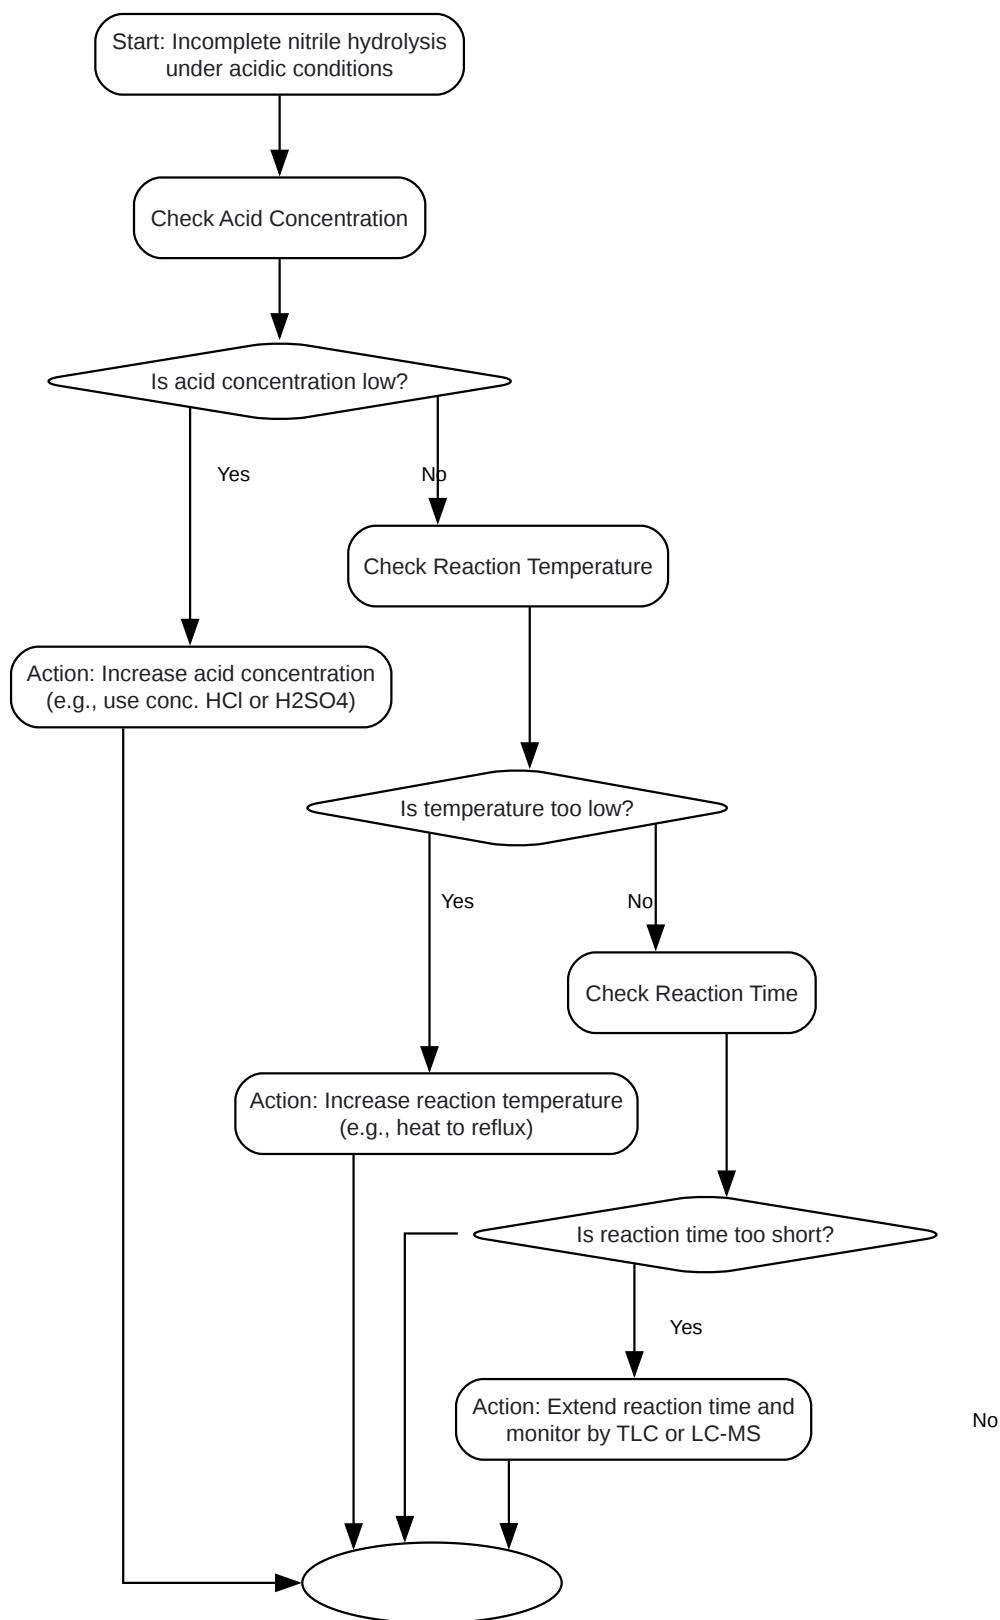 Start: Incomplete nitrile hydrolysis
under acidic conditions
Check Acid Concentration
Is acid concentration low?
Yes
No
Check Reaction Temperature
Action: Increase acid concentration
(e.g., use conc. HCl or H2SO4)
Is temperature too low?
Yes
No
Check Reaction Time
Action: Increase reaction temperature
(e.g., heat to reflux)
Is reaction time too short?
Yes
Action: Extend reaction time and
monitor by TLC or LC-MS
No